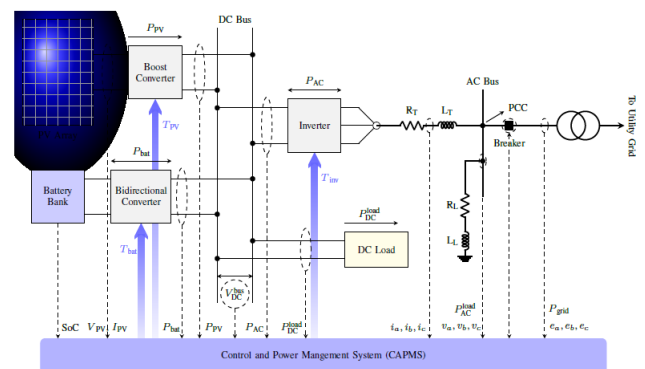 DC Bus
P_PV
Boost
Converter
P_AC
AC Bus
PCC
To Utility Grid
R_T
L_T
Inverter
T_PV
Breaker
P_bat
Battery
Bank
Bidirectional
Converter
T_inv
R_L
P_DC^load
T_bat
DC Load
L_L
V_DC^bus
SoC
V_PV
I_PV
P_bat
P_PV
P_AC
P_DC^load
P_AC^load
P_grid
i_a, i_b, i_c
v_a, v_b, v_c
e_a, e_b, e_c
Control and Power Mangement System (CAPMS)